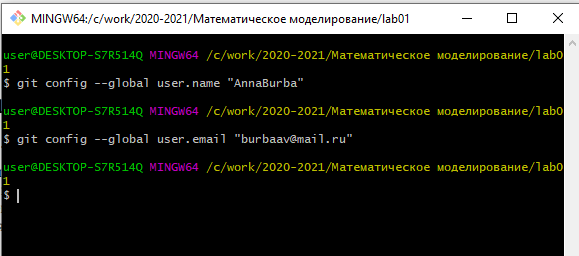 MINGW64:/c/work/2020-2021/Математическое моделирование/lab01
user@DESKTOP-S7R514Q MINGW64 /c/work/2020-2021/Математическое моделирование/lab0
1
$ git config --global user.name "AnnaBurba"
user@DESKTOP-S7R514Q MINGW64 /c/work/2020-2021/Математическое моделирование/lab0
1
$ git config --global user.email "burbaav@mail.ru"
user@DESKTOP-S7R514Q MINGW64 /c/work/2020-2021/Математическое моделирование/lab0
1
$